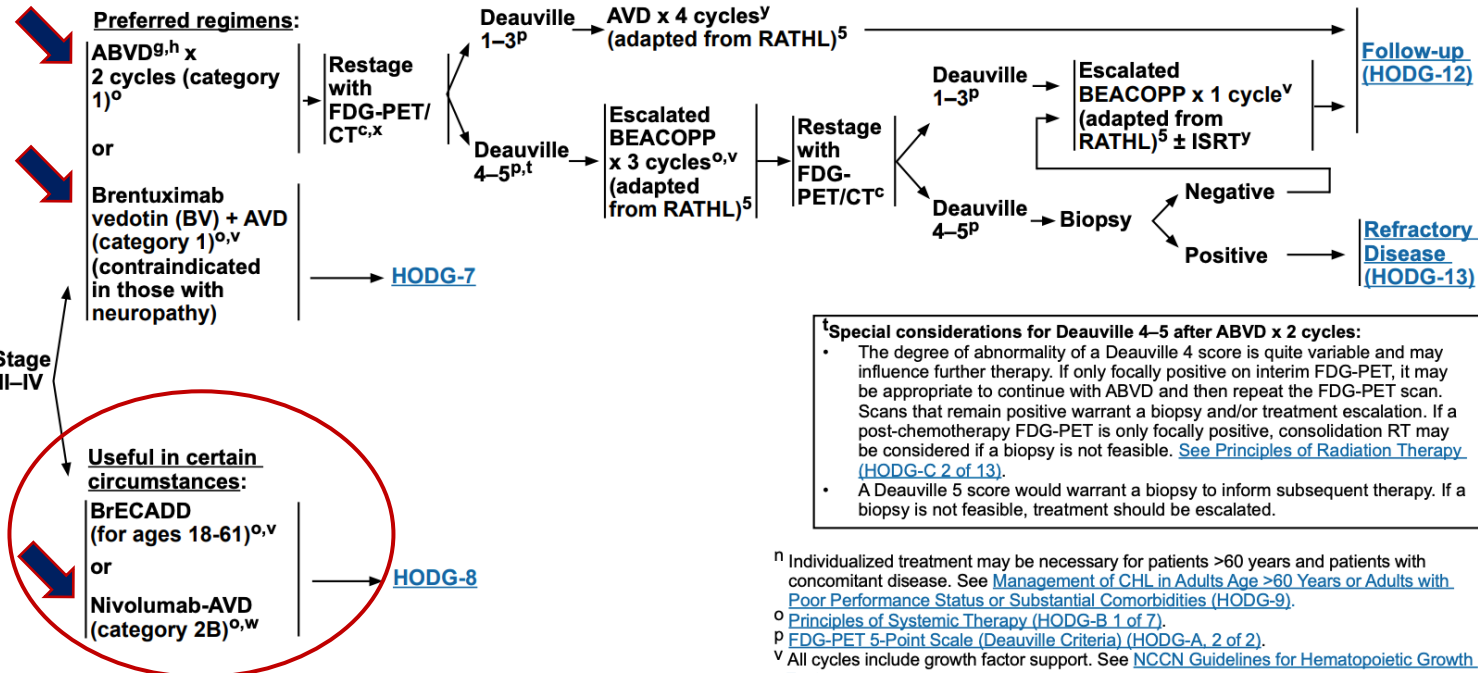 Preferred regimens:
ABVDg,h x
2 cycles (category
1)o
or
Brentuximab
vedotin (BV) + AVD
(category 1)o,v
(contraindicated
in those with
neuropathy)
HODG-7
Restage
with
FDG-PET/
CTc,x
Deauville
1–3p
AVD x 4 cyclesy
(adapted from RATHL)5
Deauville
4–5p,t
Escalated
BEACOPP
x 3 cycleso,v
(adapted
from RATHL)5
Restage
with
FDG-
PET/CTc
Deauville
1–3p
Escalated
BEACOPP x 1 cyclev
(adapted from
RATHL)5 ± ISRTy
Follow-up
(HODG-12)
Deauville
4–5p
Biopsy
Negative
Positive
Refractory
Disease
(HODG-13)
Stage
II–IV
Useful in certain
circumstances:
BrECADD
(for ages 18-61)o,v
or
Nivolumab-AVD
(category 2B)o,w
HODG-8
tSpecial considerations for Deauville 4–5 after ABVD x 2 cycles:
• The degree of abnormality of a Deauville 4 score is quite variable and may
influence further therapy. If only focally positive on interim FDG-PET, it may
be appropriate to continue with ABVD and then repeat the FDG-PET scan.
Scans that remain positive warrant a biopsy and/or treatment escalation. If a
post-chemotherapy FDG-PET is only focally positive, consolidation RT may
be considered if a biopsy is not feasible. See Principles of Radiation Therapy
(HODG-C 2 of 13).
• A Deauville 5 score would warrant a biopsy to inform subsequent therapy. If a
biopsy is not feasible, treatment should be escalated.
n Individualized treatment may be necessary for patients >60 years and patients with
concomitant disease. See Management of CHL in Adults Age >60 Years or Adults with
Poor Performance Status or Substantial Comorbidities (HODG-9).
o Principles of Systemic Therapy (HODG-B 1 of 7).
p FDG-PET 5-Point Scale (Deauville Criteria) (HODG-A, 2 of 2).
v All cycles include growth factor support. See NCCN Guidelines for Hematopoietic Growth